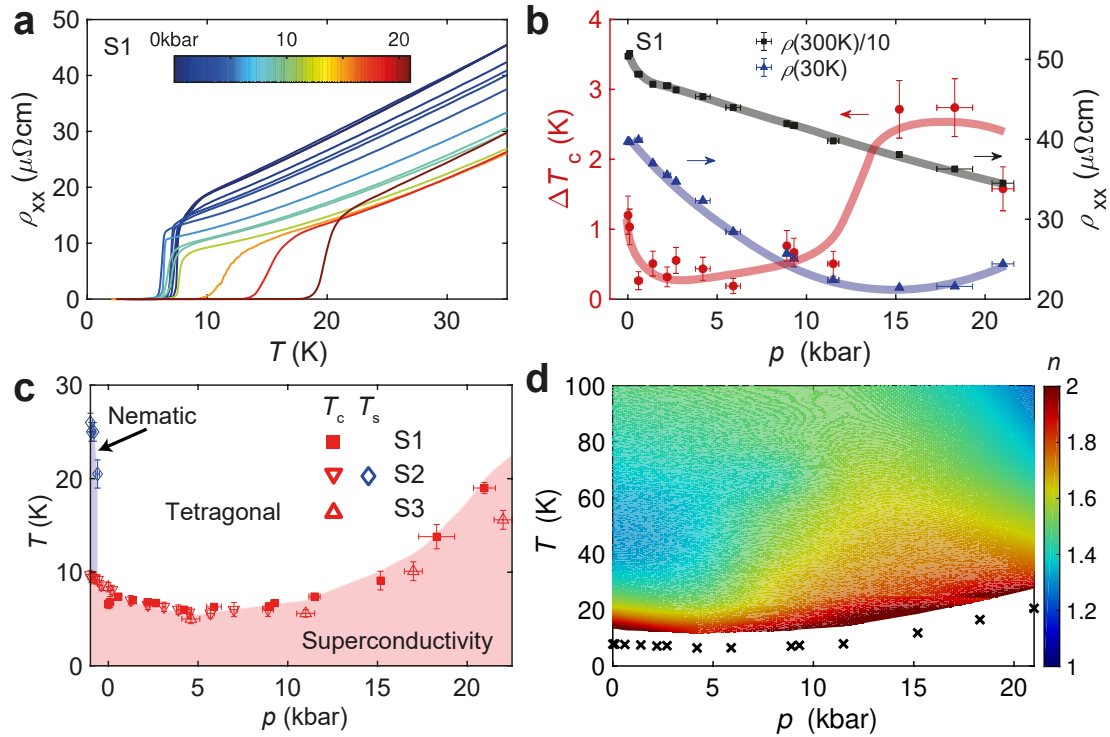 a
S1
0kbar 10 20
50
40
30
20
10
0
ρxx (μΩcm)
0 10 20 30
T (K)
b
S1
ρ(300K)/10
ρ(30K)
4
3
2
1
0
ΔTc (K)
50
40
30
20
ρxx (μΩcm)
0 5 10 15 20
p (kbar)
c
30
20
10
0
T (K)
Nematic
Tc Ts
S1
S2
S3
Tetragonal
Superconductivity
0 5 10 15 20
p (kbar)
d
n
100
80
60
40
20
0
T (K)
2
1.8
1.6
1.4
1.2
1
0 5 10 15 20
p (kbar)